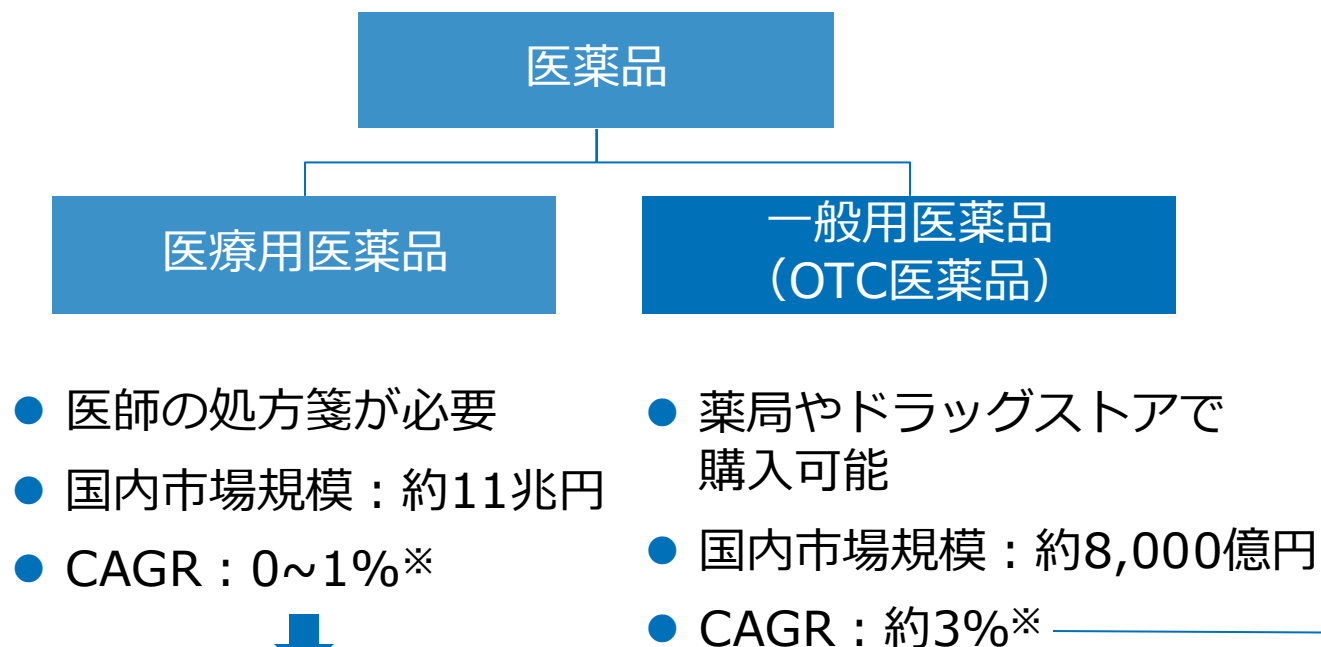 医薬品
医療用医薬品
一般用医薬品
（OTC医薬品）
● 医師の処方箋が必要
● 国内市場規模：約11兆円
● CAGR：0~1%※
● 薬局やドラッグストアで
購入可能
● 国内市場規模：約8,000億円
● CAGR：約3%※